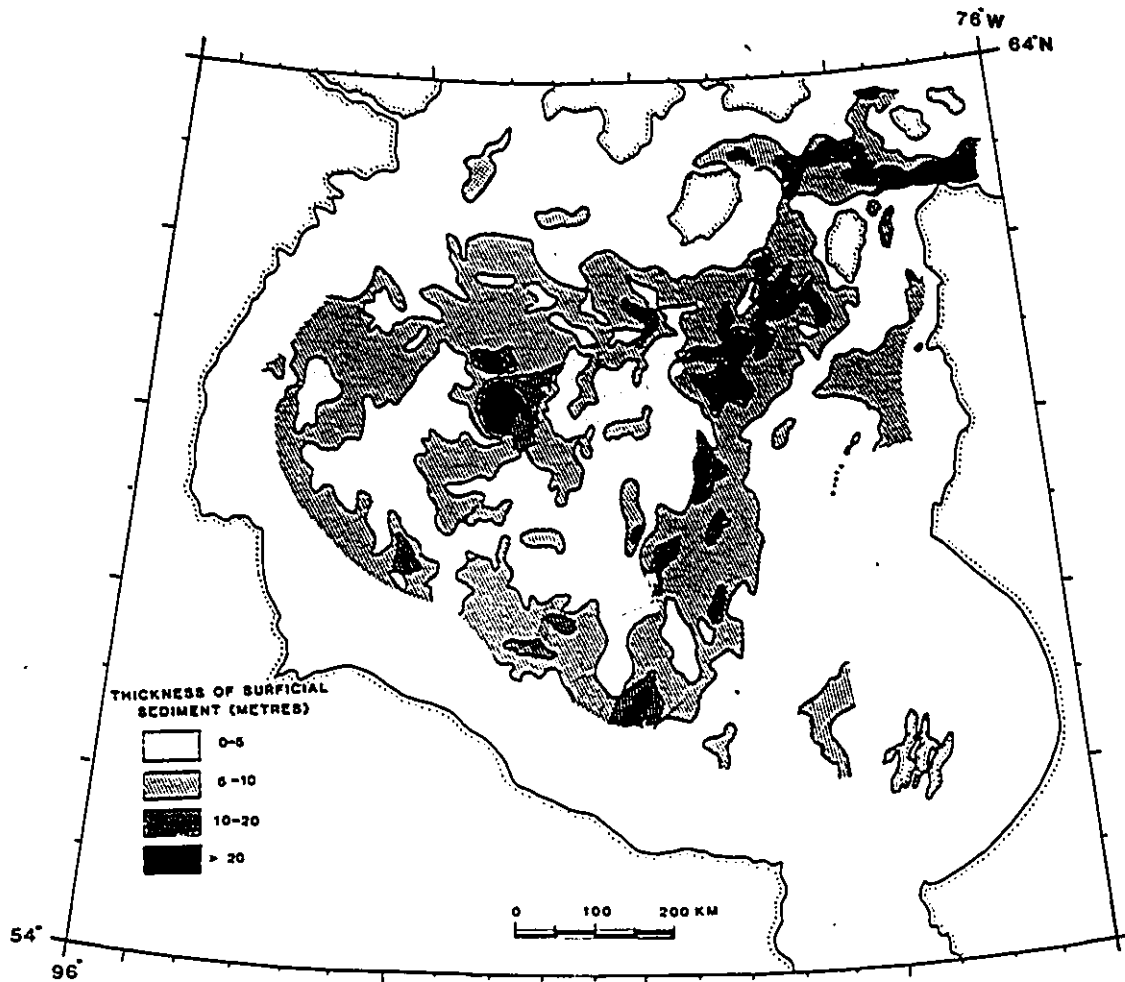 76°W
64°N
THICKNESS OF SURFICIAL
SEDIMENT (METRES)
0-5
5-10
10-20
> 20
0 100 200 KM
54°
96°